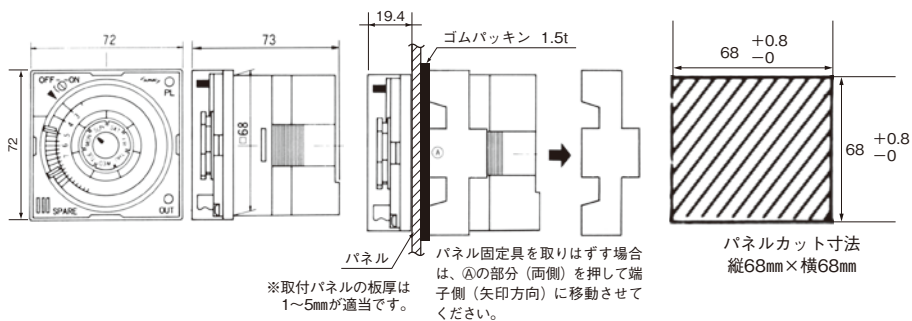 72
72
OFF
ON
PL
SPARE
OUT
73
□68
19.4
ゴムパッキン 1.5t
Ⓐ
パネル
※取付パネルの板厚は
1〜5㎜が適当です。
パネル固定具を取りはずす場合
は、Ⓐの部分（両側）を押して端
子側（矢印方向）に移動させて
ください。
68 +0.8
−0
68 +0.8
−0
パネルカット寸法
縦68㎜×横68㎜